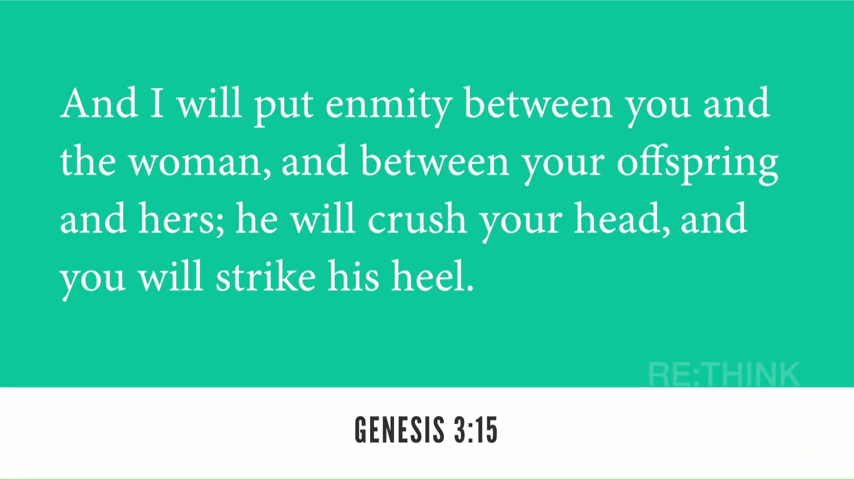 And I will put enmity between you and
the woman, and between your offspring
and hers; he will crush your head, and
you will strike his heel.
RE:THINK
GENESIS 3:15